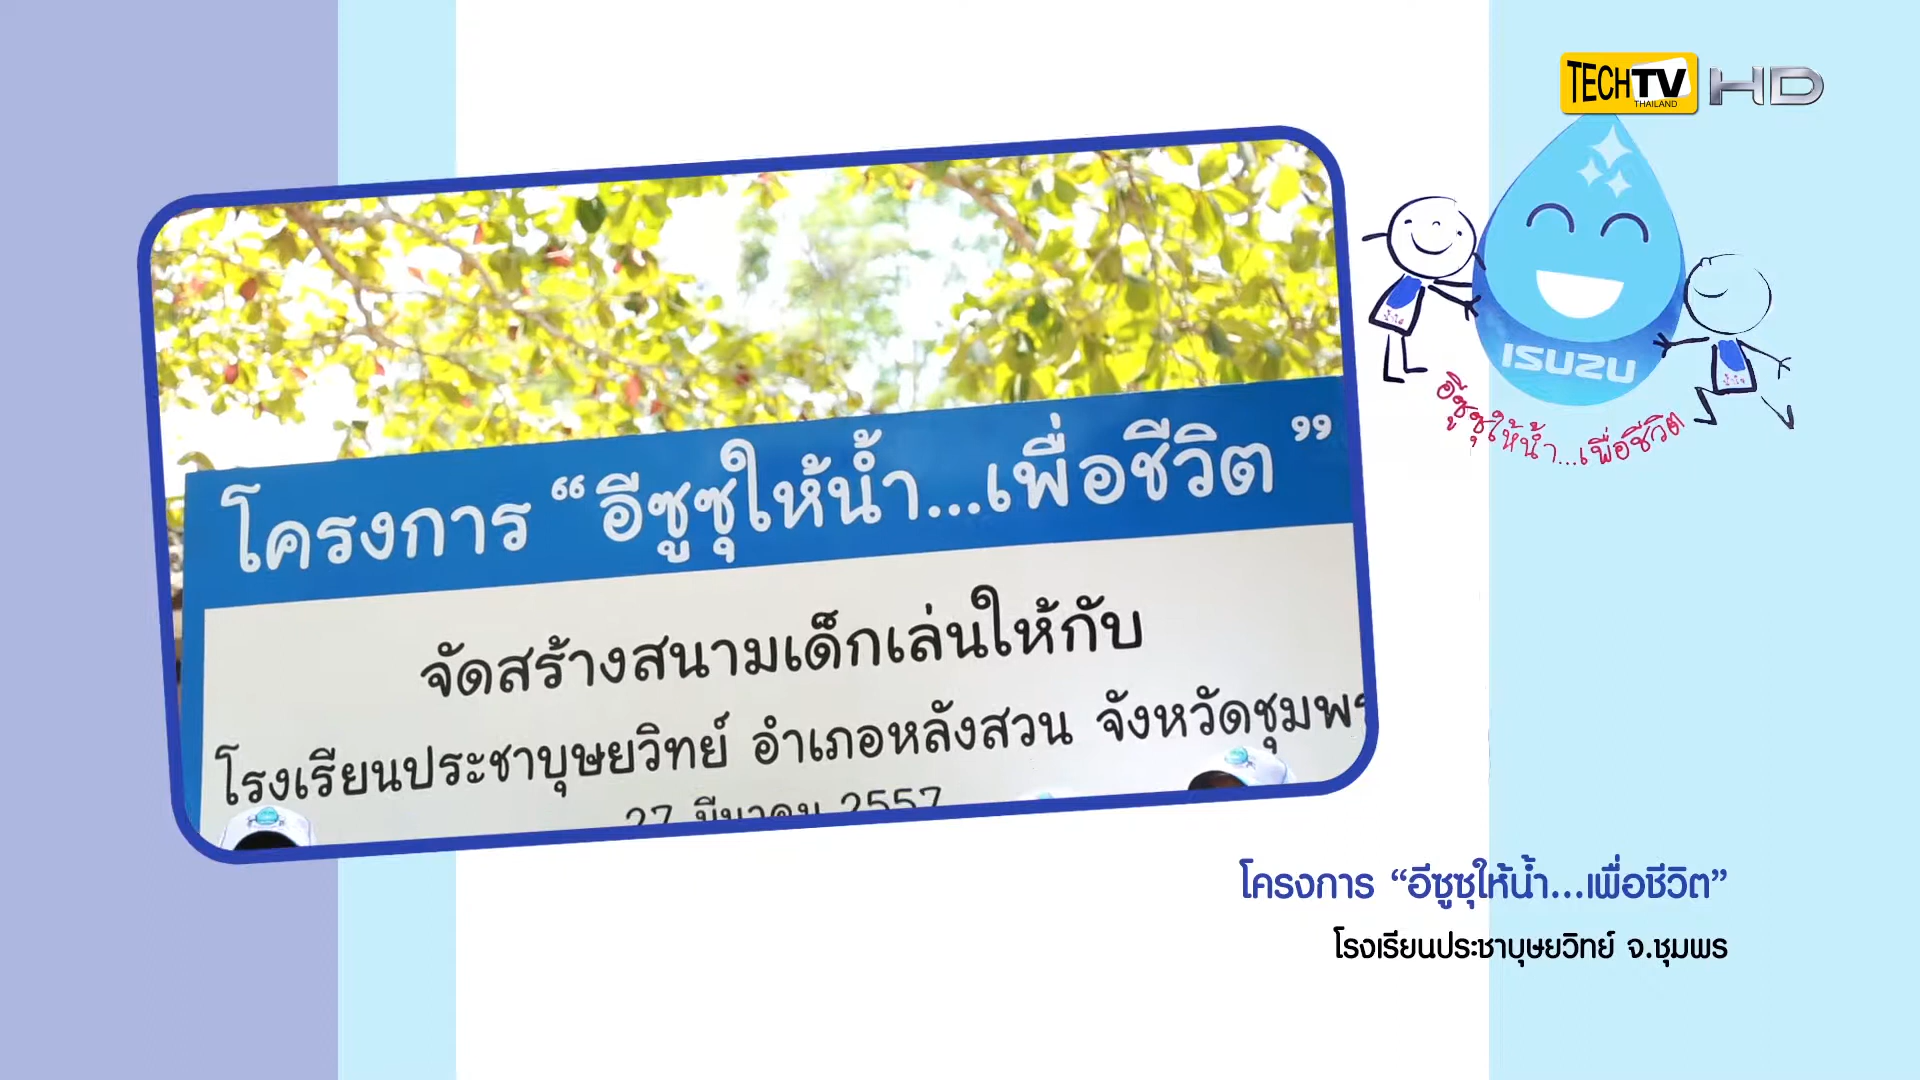 TECHTV HD
THAILAND
ISUZU
อีซูซุให้น้ำ...เพื่อชีวิต
โครงการ “อีซูซุให้น้ำ...เพื่อชีวิต”
จัดสร้างสนามเด็กเล่นให้กับ
โรงเรียนประชาบุษยวิทย์ อำเภอหลังสวน จังหวัดชุมพร
27 มีนาคม 2557
โครงการ “อีซูซุให้น้ำ...เพื่อชีวิต”
โรงเรียนประชาบุษยวิทย์ จ.ชุมพร